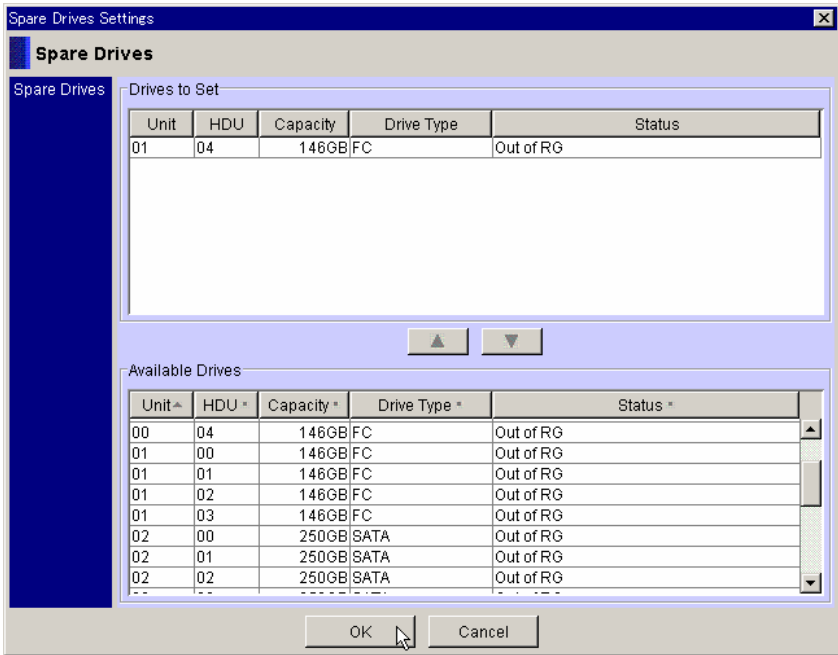 Spare Drives Settings
Spare Drives
Spare Drives
Drives to Set
Unit HDU Capacity Drive Type Status
01 04 146GB FC Out of RG
Available Drives
Unit HDU Capacity Drive Type Status
00 04 146GB FC Out of RG
01 00 146GB FC Out of RG
01 01 146GB FC Out of RG
01 02 146GB FC Out of RG
01 03 146GB FC Out of RG
02 00 250GB SATA Out of RG
02 01 250GB SATA Out of RG
02 02 250GB SATA Out of RG
OK Cancel